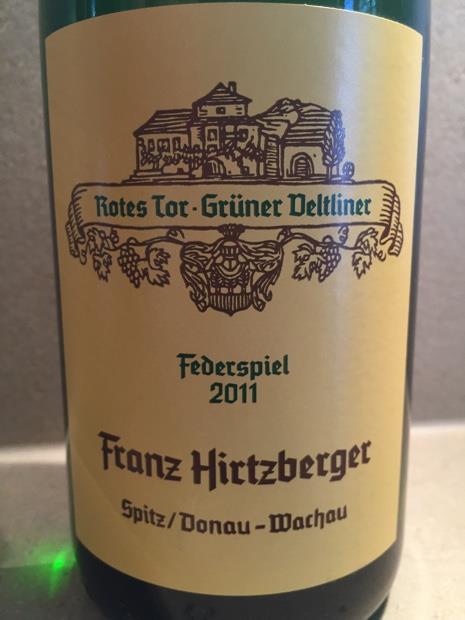 Rotes Tor · Grüner Veltliner
Federspiel
2011
Franz Hirtzberger
Spitz/Donau - Wachau